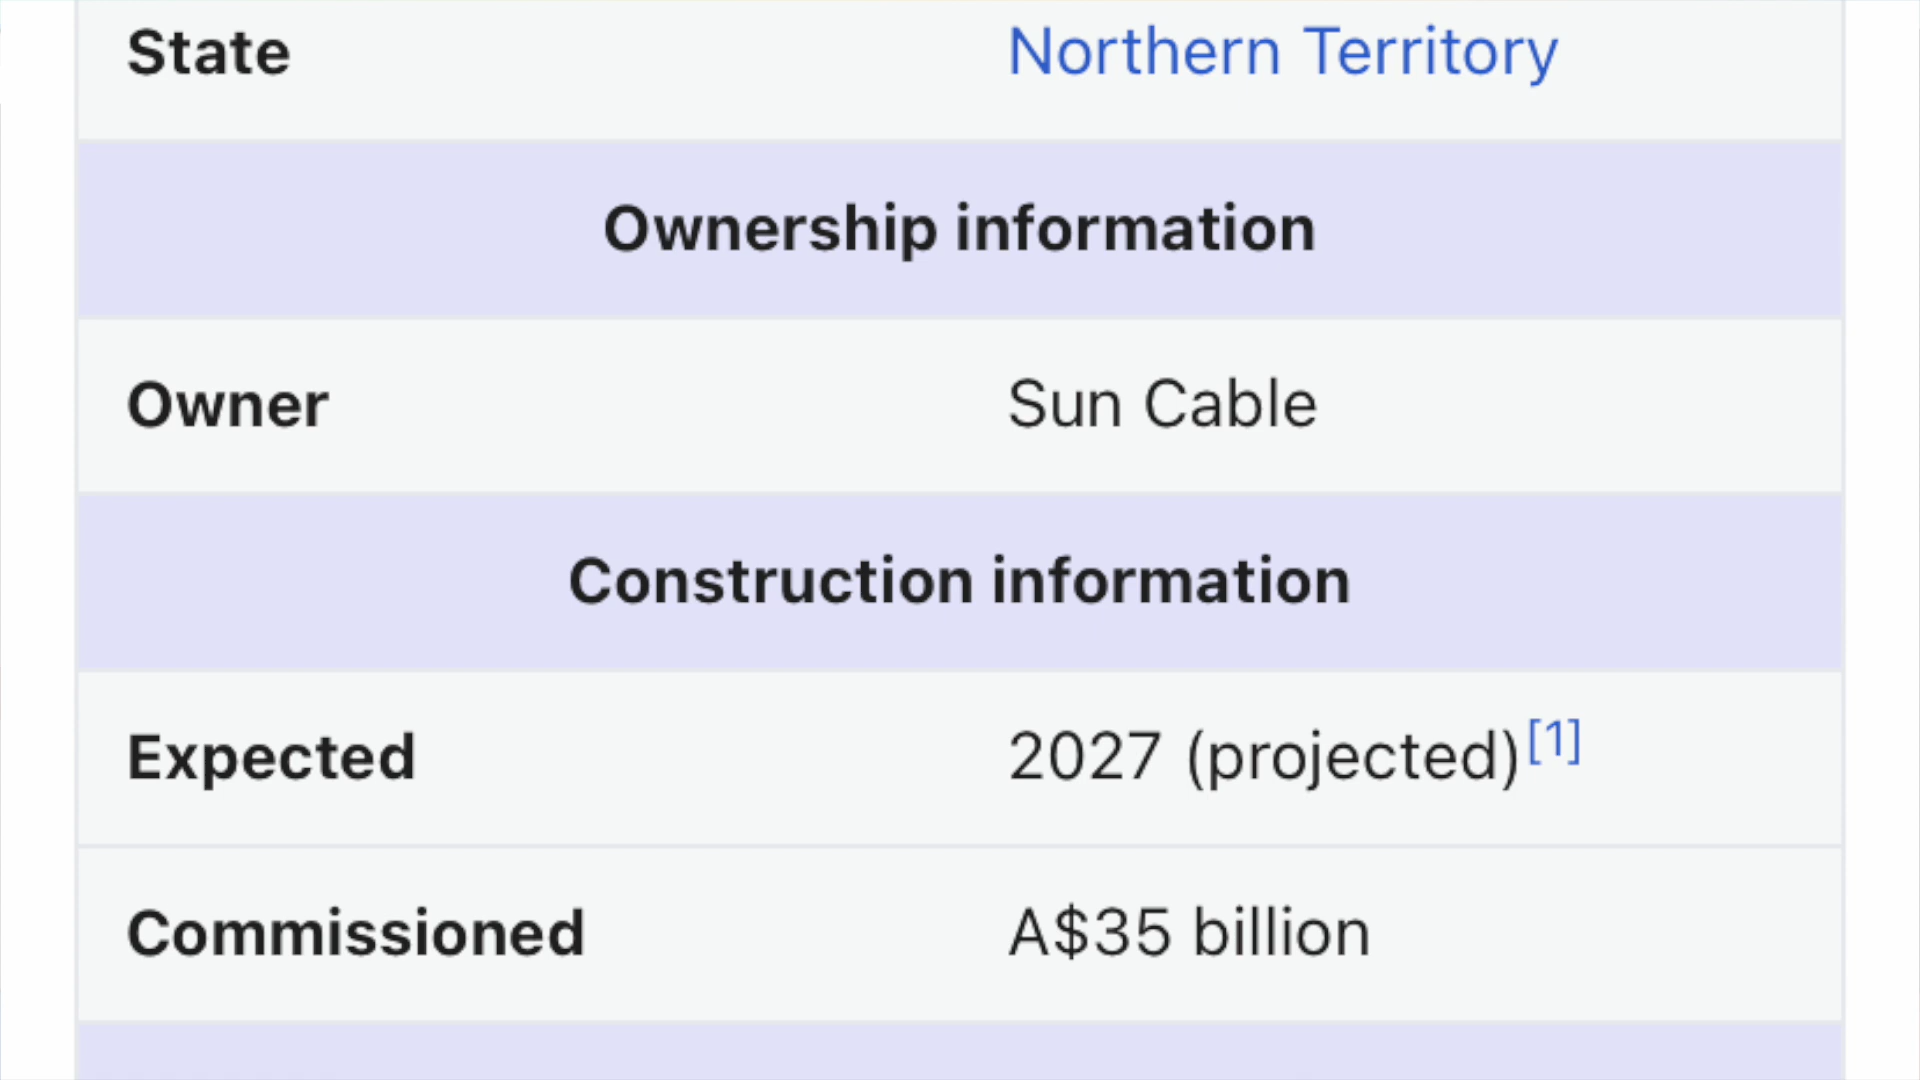 State Northern Territory
Ownership information
Owner Sun Cable
Construction information
Expected 2027 (projected)[1]
Commissioned A$35 billion